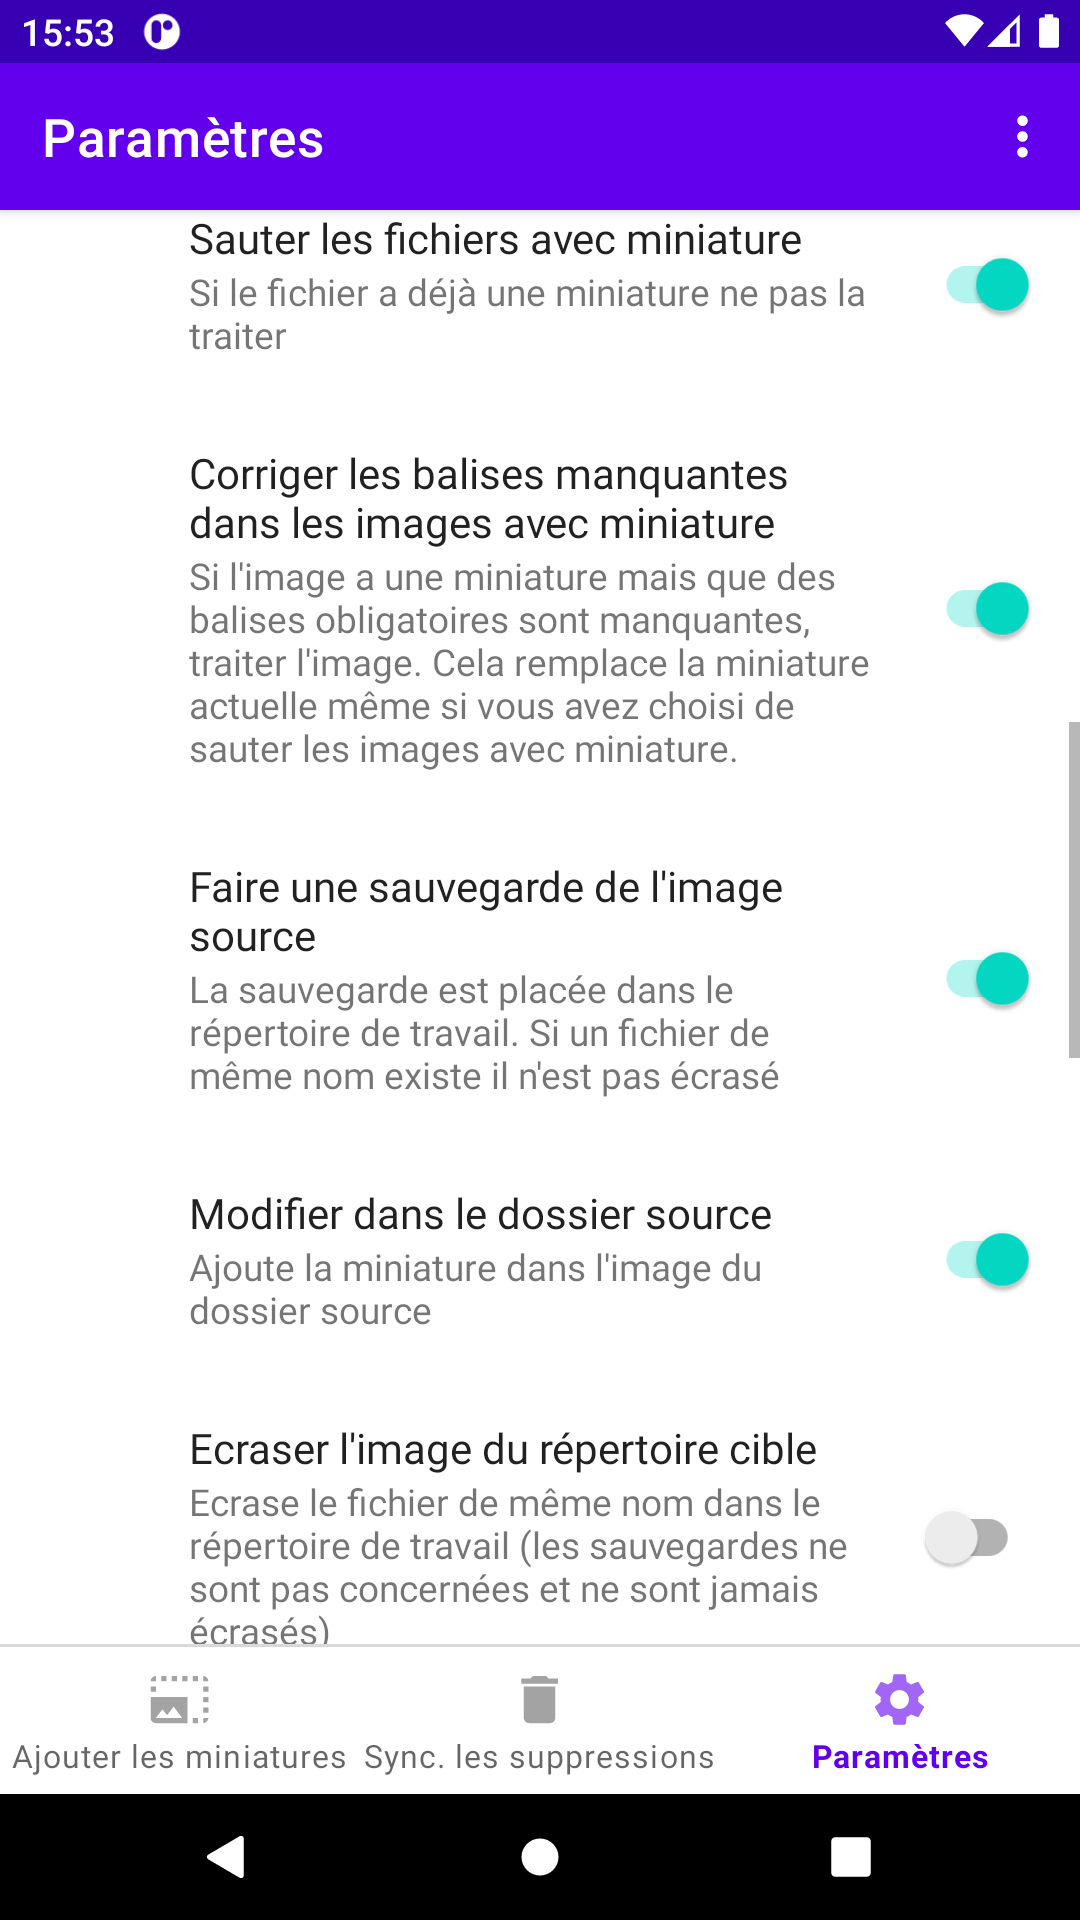 15:53
Paramètres
Sauter les fichiers avec miniature
Si le fichier a déjà une miniature ne pas la
traiter
Corriger les balises manquantes
dans les images avec miniature
Si l'image a une miniature mais que des
balises obligatoires sont manquantes,
traiter l'image. Cela remplace la miniature
actuelle même si vous avez choisi de
sauter les images avec miniature.
Faire une sauvegarde de l'image
source
La sauvegarde est placée dans le
répertoire de travail. Si un fichier de
même nom existe il n'est pas écrasé
Modifier dans le dossier source
Ajoute la miniature dans l'image du
dossier source
Ecraser l'image du répertoire cible
Ecrase le fichier de même nom dans le
répertoire de travail (les sauvegardes ne
sont pas concernées et ne sont jamais
écrasés)
Ajouter les miniatures Sync. les suppressions Paramètres